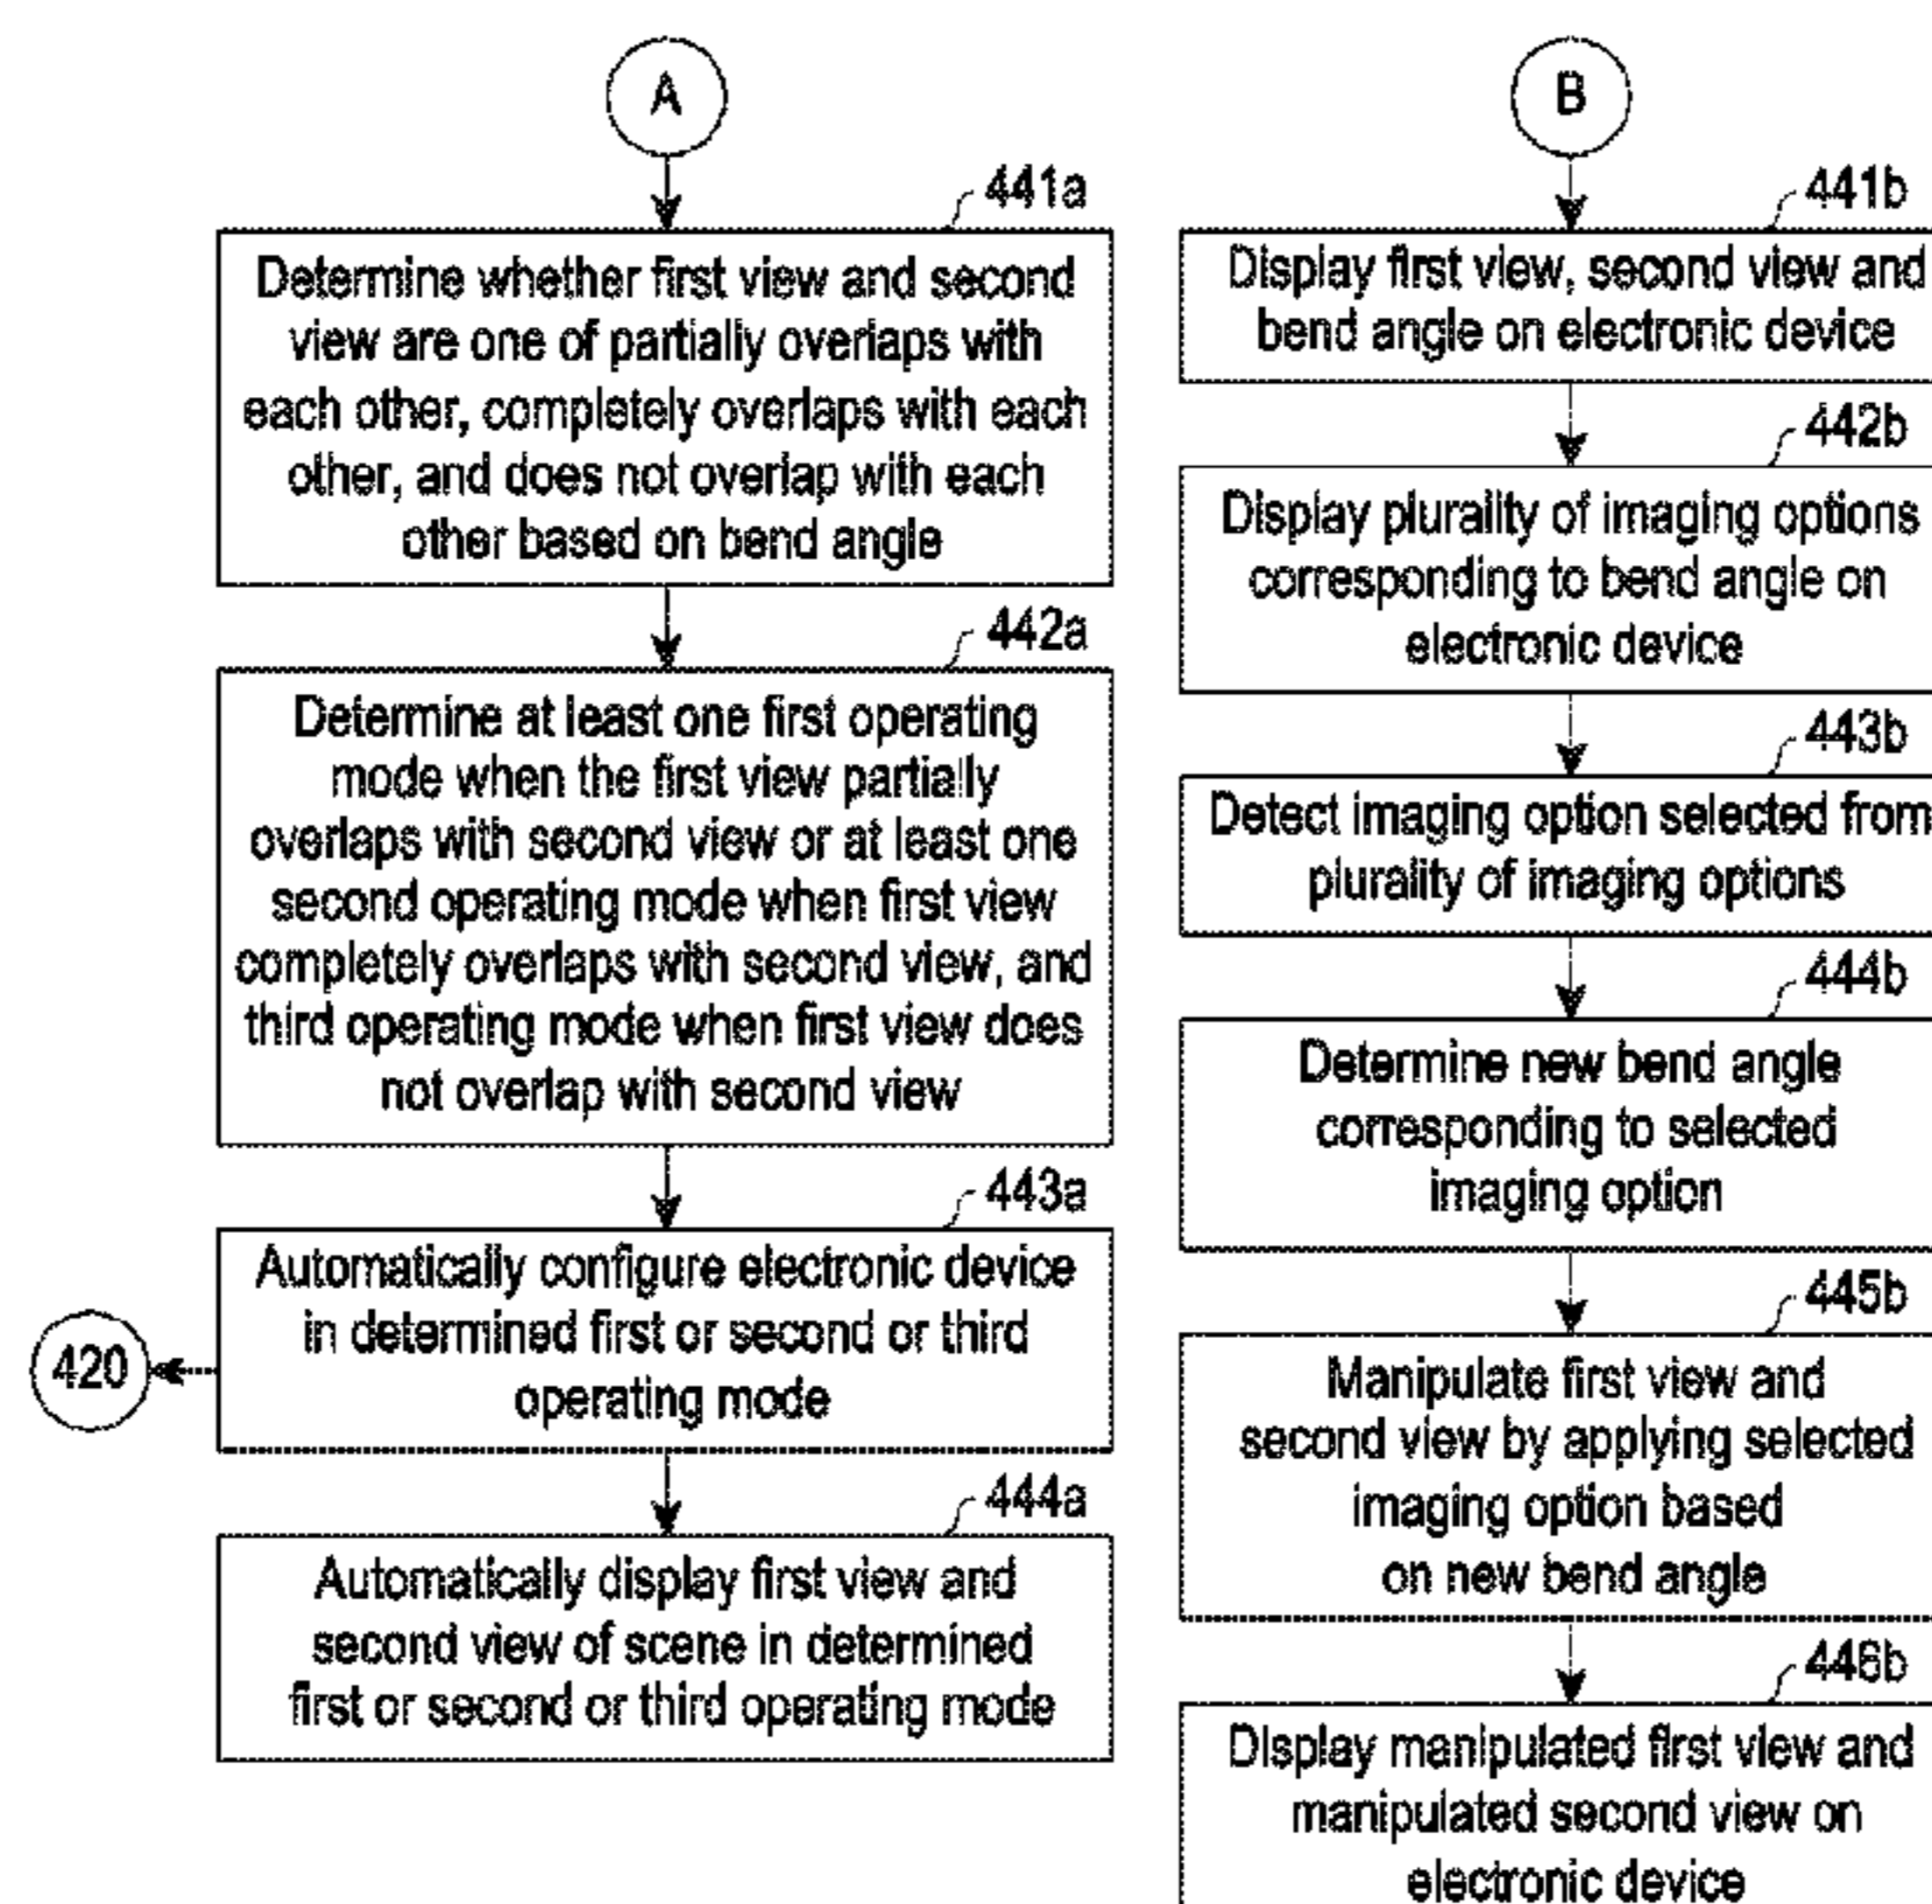 A
441a
Determine whether first view and second
view are one of partially overlaps with
each other, completely overlaps with each
other, and does not overlap with each
other based on bend angle
442a
Determine at least one first operating
mode when the first view partially
overlaps with second view or at least one
second operating mode when first view
completely overlaps with second view, and
third operating mode when first view does
not overlap with second view
443a
Automatically configure electronic device
in determined first or second or third
operating mode
420
444a
Automatically display first view and
second view of scene in determined
first or second or third operating mode
B
441b
Display first view, second view and
bend angle on electronic device
442b
Display plurality of imaging options
corresponding to bend angle on
electronic device
443b
Detect imaging option selected from
plurality of imaging options
444b
Determine new bend angle
corresponding to selected
imaging option
445b
Manipulate first view and
second view by applying selected
imaging option based
on new bend angle
446b
Display manipulated first view and
manipulated second view on
electronic device